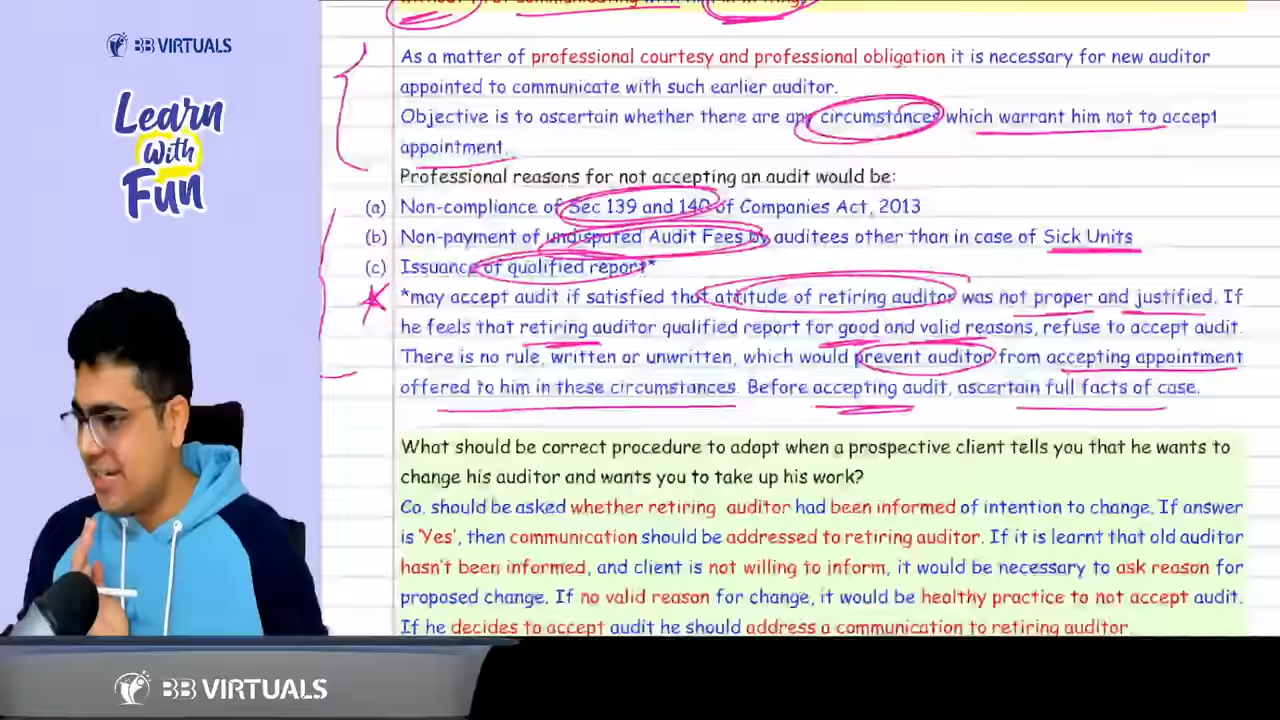 without first communicating with him in writing.
BB VIRTUALS
Learn
With
Fun
As a matter of professional courtesy and professional obligation it is necessary for new auditor
appointed to communicate with such earlier auditor.
Objective is to ascertain whether there are any circumstances which warrant him not to accept
appointment.
Professional reasons for not accepting an audit would be:
(a) Non-compliance of Sec 139 and 140 of Companies Act, 2013
(b) Non-payment of undisputed Audit Fees by auditees other than in case of Sick Units
(c) Issuance of qualified report*
*may accept audit if satisfied that attitude of retiring auditor was not proper and justified. If
he feels that retiring auditor qualified report for good and valid reasons, refuse to accept audit.
There is no rule, written or unwritten, which would prevent auditor from accepting appointment
offered to him in these circumstances. Before accepting audit, ascertain full facts of case.
What should be correct procedure to adopt when a prospective client tells you that he wants to
change his auditor and wants you to take up his work?
Co. should be asked whether retiring auditor had been informed of intention to change. If answer
is 'Yes', then communication should be addressed to retiring auditor. If it is learnt that old auditor
hasn't been informed, and client is not willing to inform, it would be necessary to ask reason for
proposed change. If no valid reason for change, it would be healthy practice to not accept audit.
If he decides to accept audit he should address a communication to retiring auditor.
BB VIRTUALS